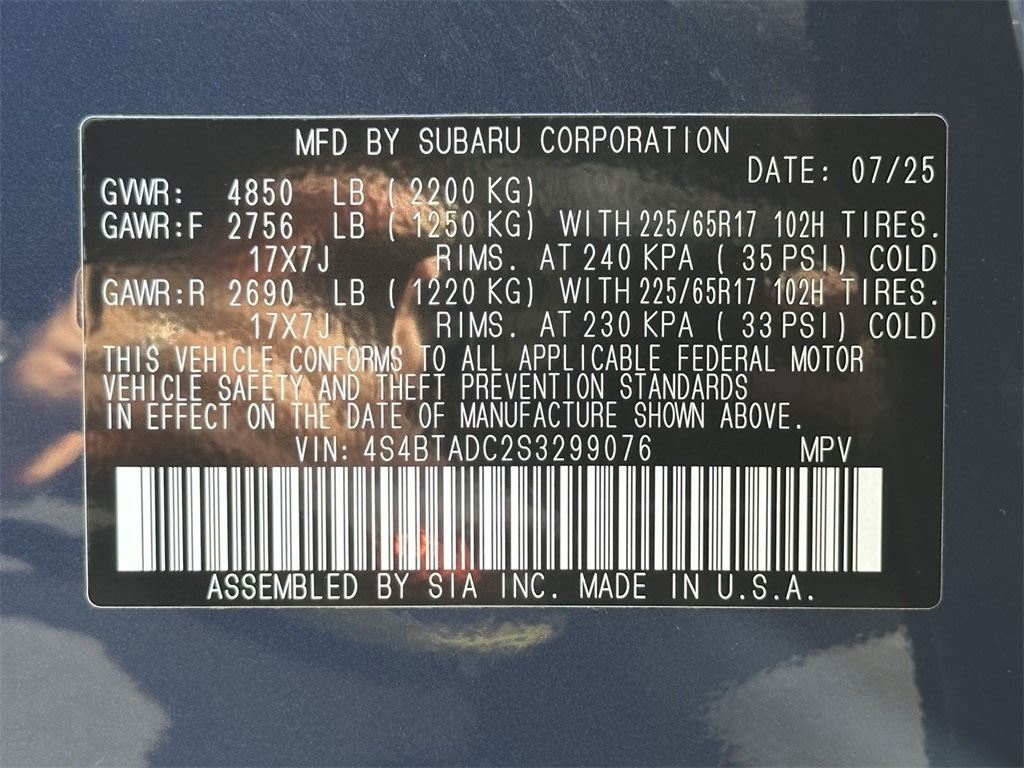 MFD BY SUBARU CORPORATION
DATE: 07/25
GVWR: 4850 LB ( 2200 KG)
GAWR:F 2756 LB ( 1250 KG) WITH 225/65R17 102H TIRES.
17X7J RIMS. AT 240 KPA ( 35 PSI) COLD
GAWR:R 2690 LB ( 1220 KG) WITH 225/65R17 102H TIRES.
17X7J RIMS. AT 230 KPA ( 33 PSI) COLD
THIS VEHICLE CONFORMS TO ALL APPLICABLE FEDERAL MOTOR
VEHICLE SAFETY AND THEFT PREVENTION STANDARDS
IN EFFECT ON THE DATE OF MANUFACTURE SHOWN ABOVE.
VIN: 4S4BTADC2S3299076 MPV
ASSEMBLED BY SIA INC. MADE IN U.S.A.